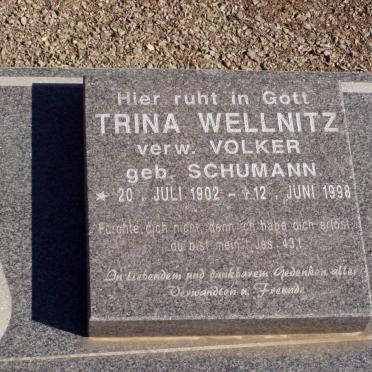 Hier ruht in Gott
TRINA WELLNITZ
verw. VOLKER
geb. SCHUMANN
* 20. JULI 1902 - ✝ 12. JUNI 1998
Fürchte dich nicht, denn ich habe dich erlöst,
du bist mein! Jes. 43,1
In liebendem und dankbarem Gedenken aller
Verwandten u. Freunde